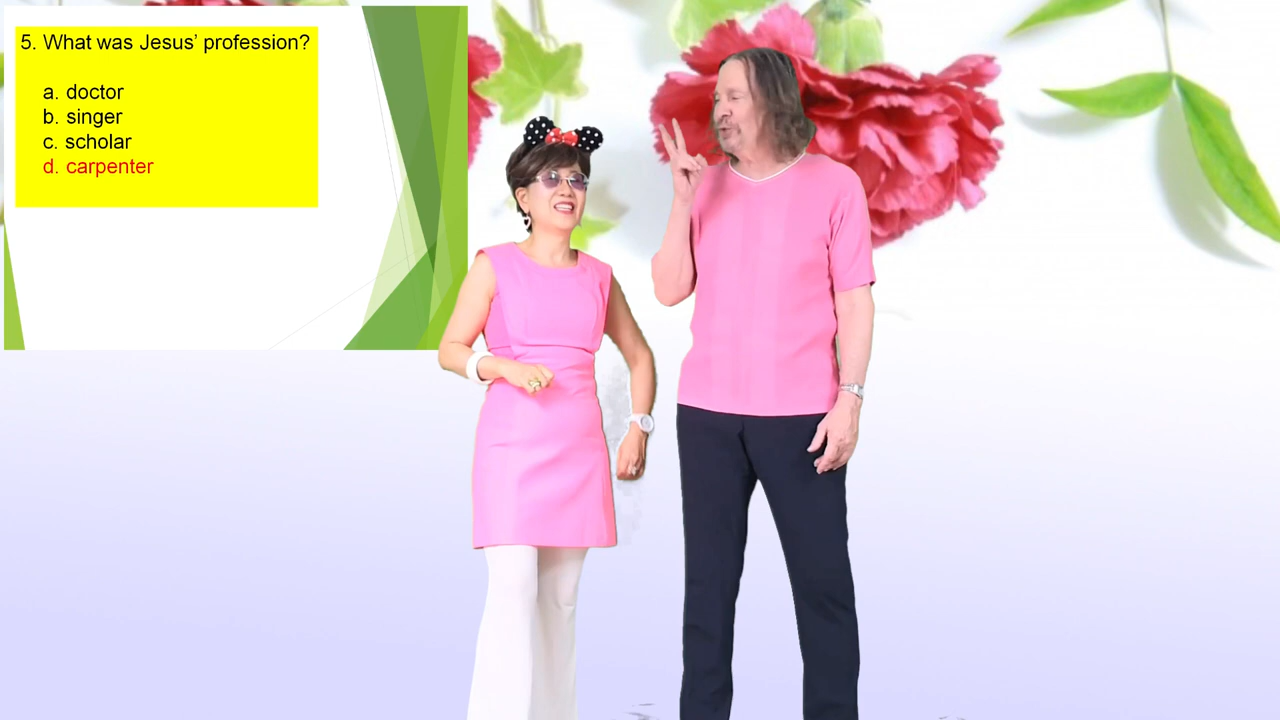 5. What was Jesus' profession?
a. doctor
b. singer
c. scholar
d. carpenter